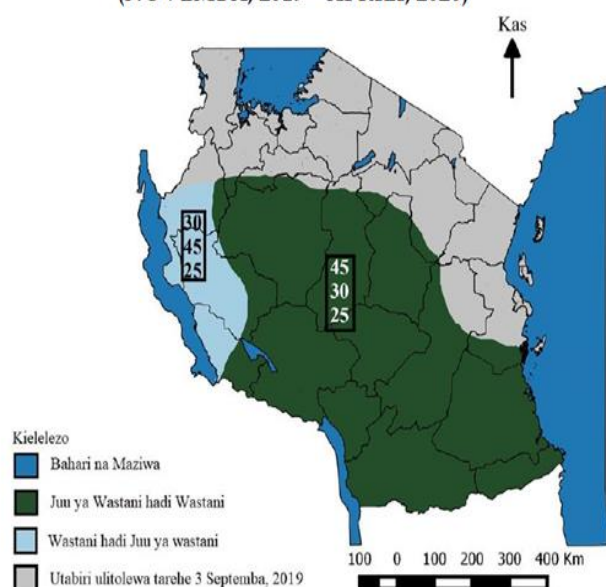 Kas
30
45
25
45
30
25
Kielelezo
Bahari na Maziwa
Juu ya Wastani hadi Wastani
Wastani hadi Juu ya wastani
Utabiri ulitolewa tarehe 3 Septemba, 2019
100 0 100 200 300 400 Km